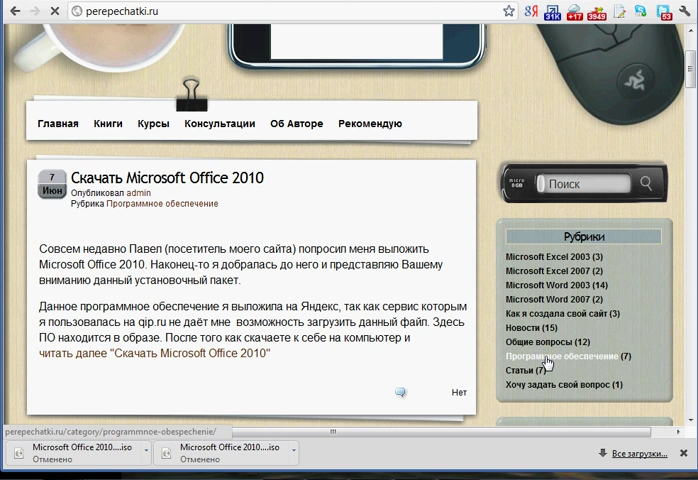 perepechatki.ru
31K
+17
3949
53
Главная Книги Курсы Консультации Об Авторе Рекомендую
7
Июн
Скачать Microsoft Office 2010
Опубликовал admin
Рубрика Программное обеспечение
Совсем недавно Павел (посетитель моего сайта) попросил меня выложить
Microsoft Office 2010. Наконец-то я добралась до него и представляю Вашему
вниманию данный установочный пакет.
Данное программное обеспечение я выложила на Яндекс, так как сервис которым
я пользовалась на qip.ru не даёт мне возможность загрузить данный файл. Здесь
ПО находится в образе. После того как скачаете к себе на компьютер и
читать далее "Скачать Microsoft Office 2010"
Нет
micro
8GB
Поиск
Рубрики
Microsoft Excel 2003 (3)
Microsoft Excel 2007 (2)
Microsoft Word 2003 (14)
Microsoft Word 2007 (2)
Как я создала свой сайт (3)
Новости (15)
Общие вопросы (12)
Программное обеспечение (7)
Статьи (7)
Хочу задать свой вопрос (1)
perepechatki.ru/category/programmnoe-obespechenie/
Microsoft Office 2010....iso
Отменено
Microsoft Office 2010....iso
Отменено
Все загрузки...